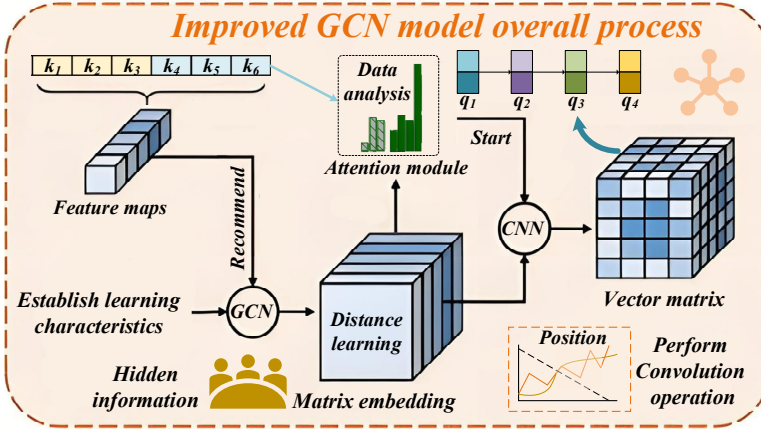 Improved GCN model overall process
k1 k2 k3 k4 k5 k6
Data
analysis
q1 q2 q3 q4
Start
Attention module
Feature maps
Recommend
CNN
Vector matrix
Establish learning
characteristics
GCN
Distance
learning
Hidden
information
Matrix embedding
Position
Perform
Convolution
operation